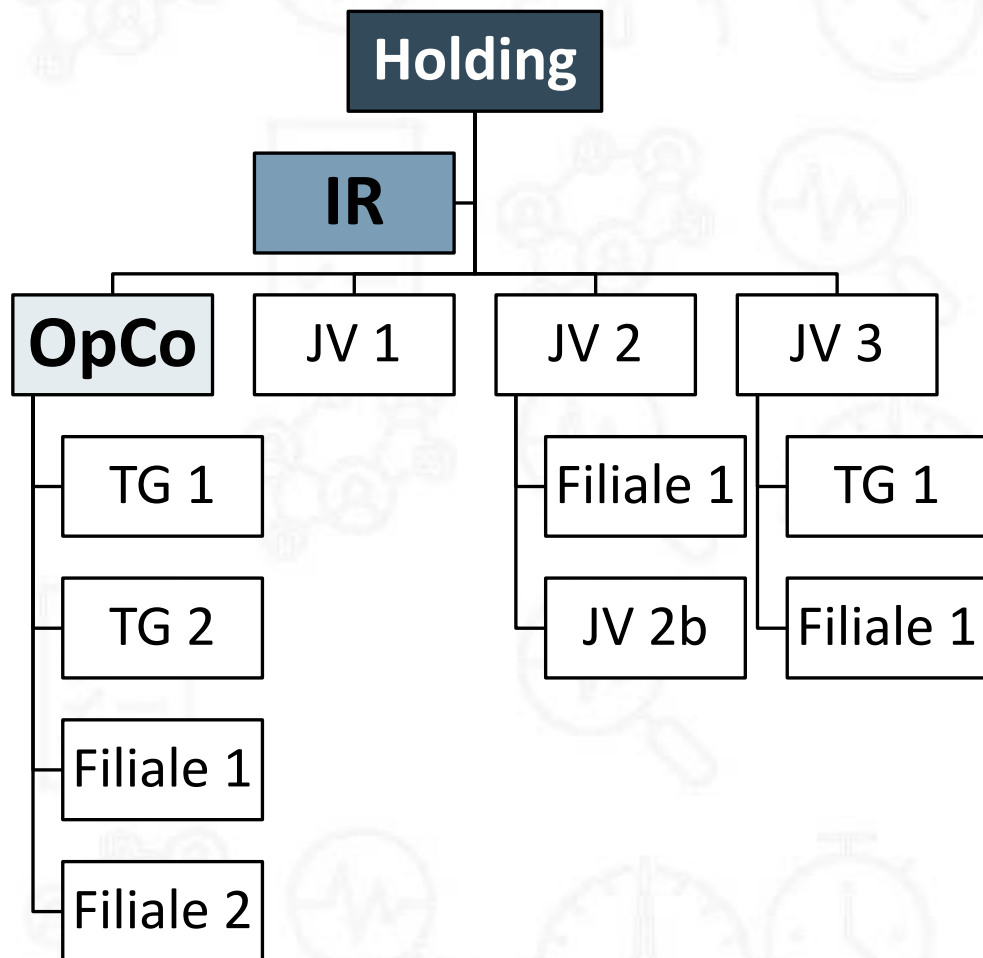 Holding
IR
OpCo
JV 1
JV 2
JV 3
TG 1
Filiale 1
TG 1
TG 2
JV 2b
Filiale 1
Filiale 1
Filiale 2